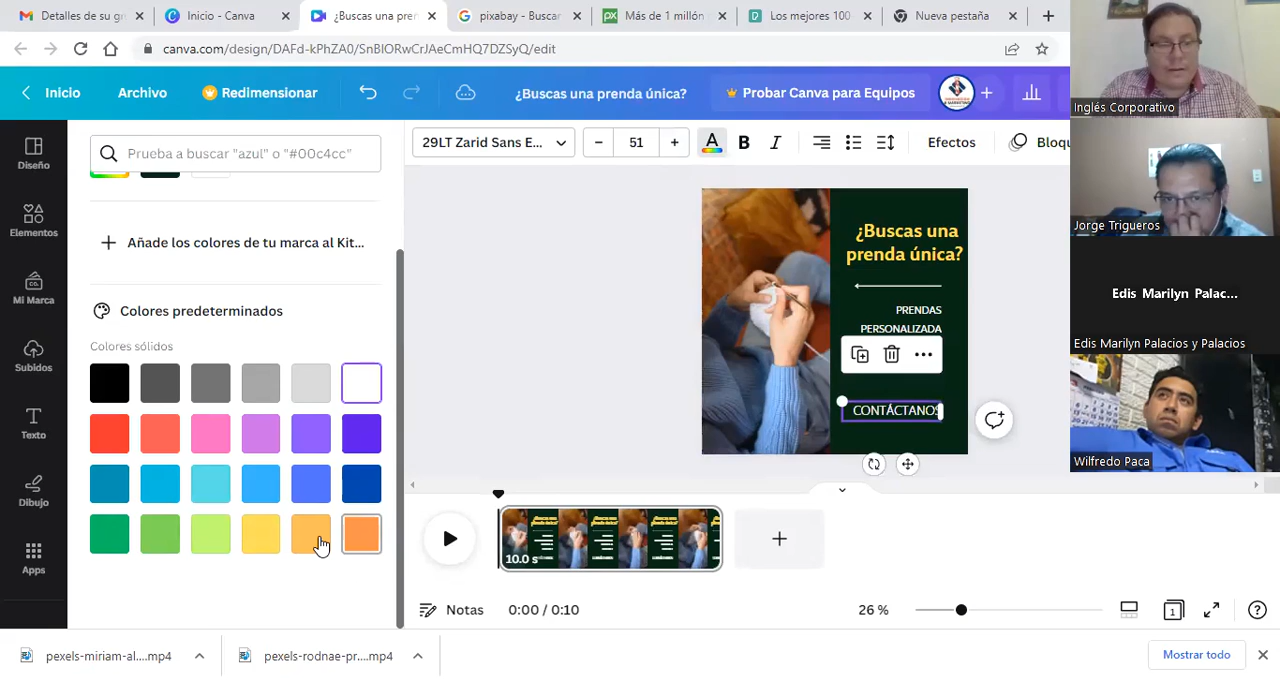 Detalles de su gr
Inicio - Canva
¿Buscas una pren
pixabay - Buscar
Más de 1 milló
Los mejores 100
Nueva pestaña
canva.com/design/DAFd-kPhZA0/SnBIORwCrJAeCmHQ7DZSyQ/edit
Inicio
Archivo
Redimensionar
¿Buscas una prenda única?
Probar Canva para Equipos
Prueba a buscar "azul" o "#00c4cc"
29LT Zarid Sans E...
51
A
B
I
Efectos
Bloqu
Diseño
Elementos
Mi Marca
Subidos
Texto
Dibujo
Apps
Añade los colores de tu marca al Kit...
Colores predeterminados
Colores sólidos
¿Buscas una
prenda única?
PRENDAS
PERSONALIZADA
CONTÁCTANOS
10.0 s
Notas
0:00 / 0:10
26 %
1
pexels-miriam-al....mp4
pexels-rodnae-pr....mp4
Mostrar todo
Inglés Corporativo
Jorge Trigueros
Edis Marilyn Palac...
Edis Marilyn Palacios y Palacios
Wilfredo Paca